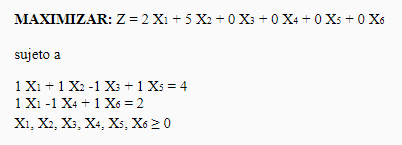 MAXIMIZAR: Z = 2 X₁ + 5 X₂ + 0 X₃ + 0 X₄ + 0 X₅ + 0 X₆
sujeto a
1 X₁ + 1 X₂ -1 X₃ + 1 X₅ = 4
1 X₁ -1 X₄ + 1 X₆ = 2
X₁, X₂, X₃, X₄, X₅, X₆ ≥ 0